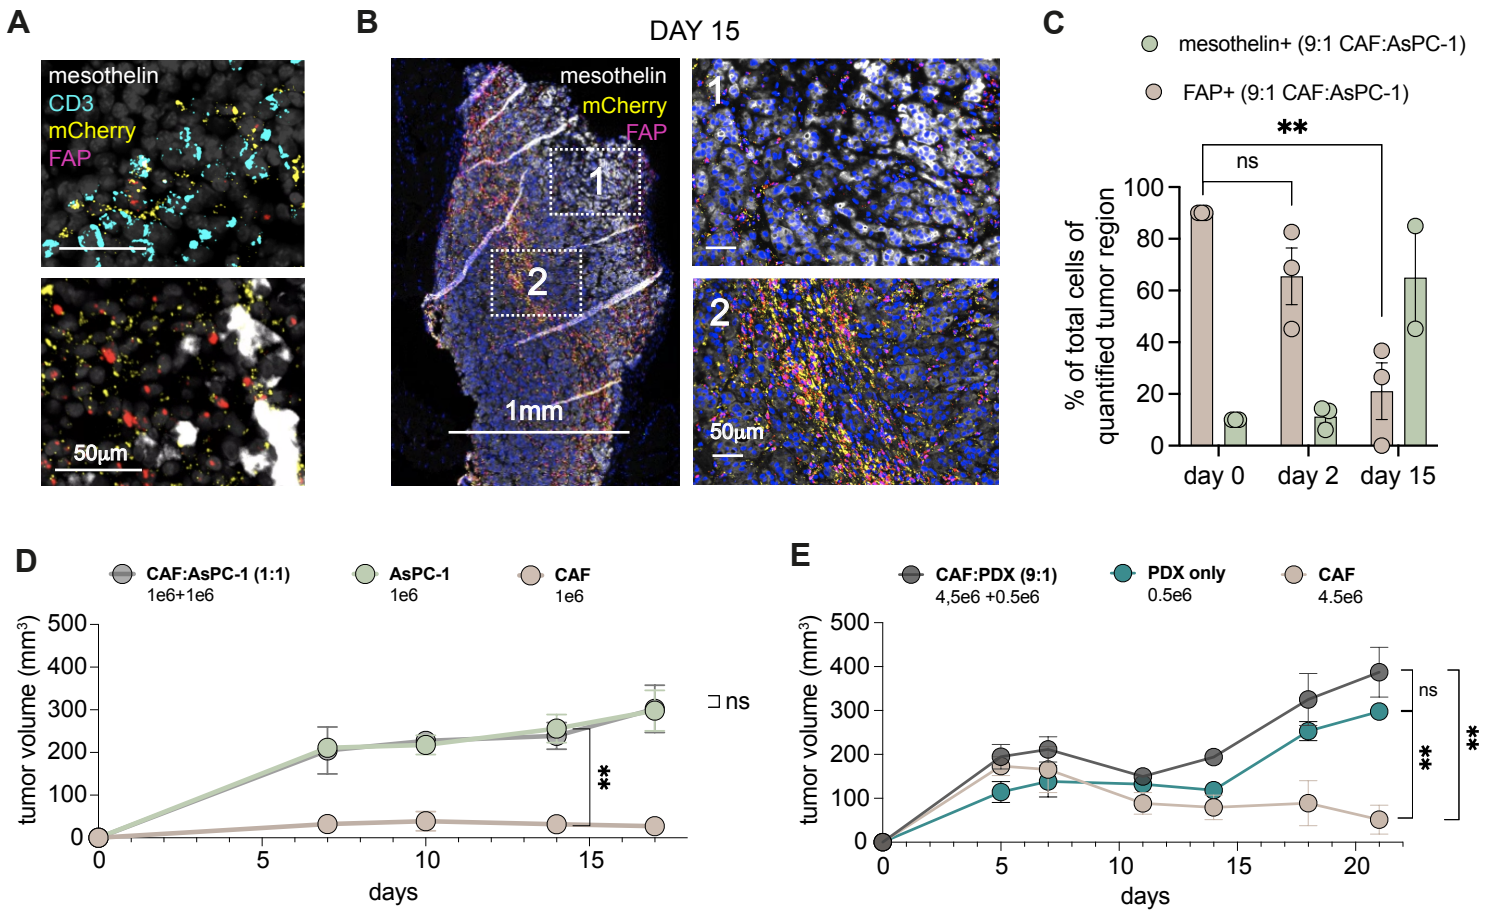 A
mesothelin
CD3
mCherry
FAP
50μm
B
DAY 15
mesothelin
mCherry
FAP
1
2
1mm
1
2
50μm
C
mesothelin+ (9:1 CAF:AsPC-1)
FAP+ (9:1 CAF:AsPC-1)
**
ns
% of total cells of
quantified tumor region
100
80
60
40
20
0
day 0
day 2
day 15
D
CAF:AsPC-1 (1:1)
1e6+1e6
AsPC-1
1e6
CAF
1e6
tumor volume (mm³)
500
400
300
200
100
0
0
5
10
15
days
ns
**
E
CAF:PDX (9:1)
4,5e6 +0.5e6
PDX only
0.5e6
CAF
4.5e6
tumor volume (mm³)
500
400
300
200
100
0
0
5
10
15
20
days
ns
**
**